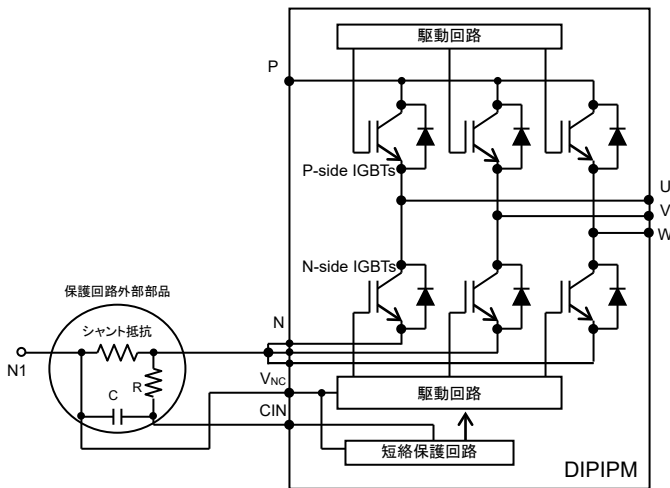 駆動回路
P
P-side IGBTs
U
V
W
N-side IGBTs
保護回路外部部品
シャント抵抗
N
N1
R
C
VNC
駆動回路
CIN
短絡保護回路
DIPIPM